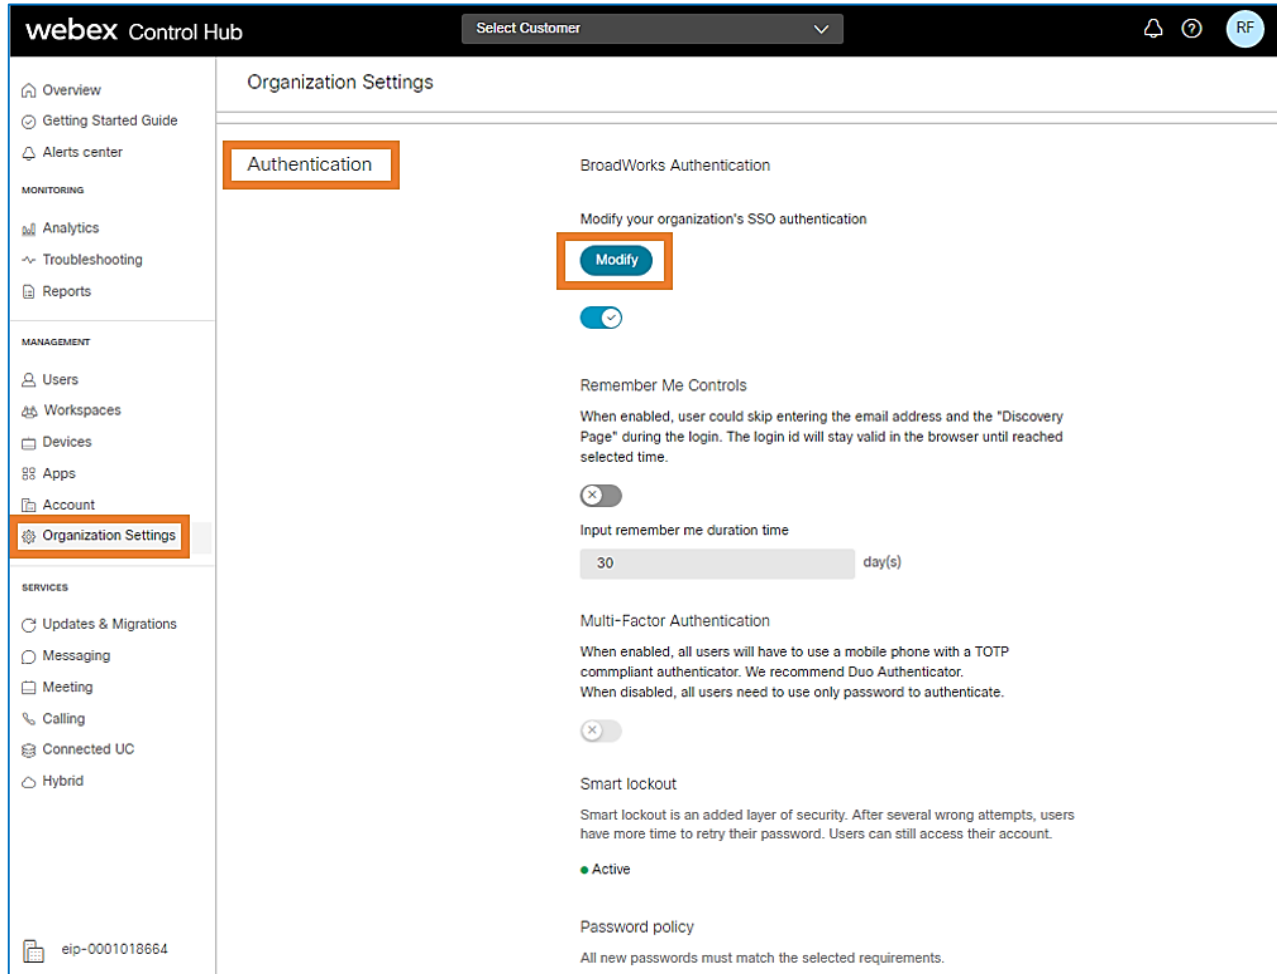 webex Control Hub
Select Customer
RF
Overview
Getting Started Guide
Alerts center
MONITORING
Analytics
Troubleshooting
Reports
MANAGEMENT
Users
Workspaces
Devices
Apps
Account
Organization Settings
SERVICES
Updates & Migrations
Messaging
Meeting
Calling
Connected UC
Hybrid
eip-0001018664
Organization Settings
Authentication
BroadWorks Authentication
Modify your organization's SSO authentication
Modify
Remember Me Controls
When enabled, user could skip entering the email address and the "Discovery
Page" during the login. The login id will stay valid in the browser until reached
selected time.
Input remember me duration time
30 day(s)
Multi-Factor Authentication
When enabled, all users will have to use a mobile phone with a TOTP
commpliant authenticator. We recommend Duo Authenticator.
When disabled, all users need to use only password to authenticate.
Smart lockout
Smart lockout is an added layer of security. After several wrong attempts, users
have more time to retry their password. Users can still access their account.
Active
Password policy
All new passwords must match the selected requirements.